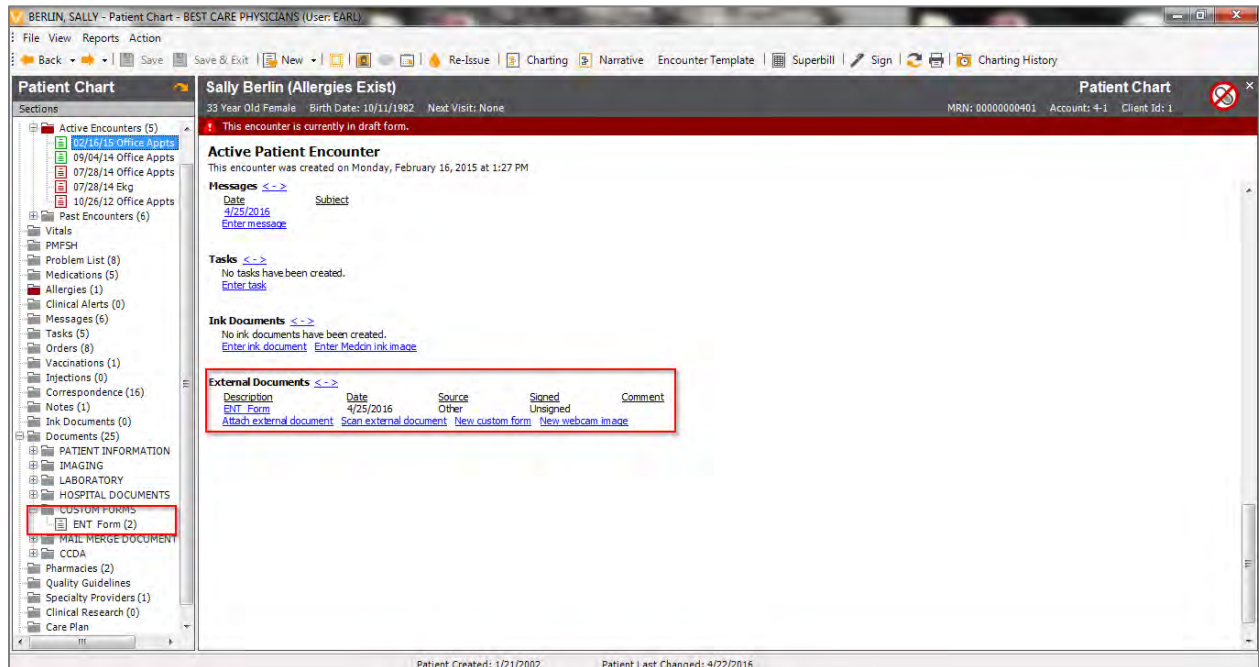 BERLIN, SALLY - Patient Chart - BEST CARE PHYSICIANS (User: EARL)
File View Reports Action
Back Save Save & Exit New Re-Issue Charting Narrative Encounter Template Superbill Sign Charting History
Patient Chart
Sections
Active Encounters (5)
02/16/15 Office Appts
09/04/14 Office Appts
07/28/14 Office Appts
07/28/14 Ekg
10/26/12 Office Appts
Past Encounters (6)
Vitals
PMFSH
Problem List (8)
Medications (5)
Allergies (1)
Clinical Alerts (0)
Messages (6)
Tasks (5)
Orders (8)
Vaccinations (1)
Injections (0)
Correspondence (16)
Notes (1)
Ink Documents (0)
Documents (25)
PATIENT INFORMATION
IMAGING
LABORATORY
HOSPITAL DOCUMENTS
CUSTOM FORMS
ENT Form (2)
MAIL MERGE DOCUMENT
CCDA
Pharmacies (2)
Quality Guidelines
Specialty Providers (1)
Clinical Research (0)
Care Plan
Sally Berlin (Allergies Exist) Patient Chart
33 Year Old Female Birth Date: 10/11/1982 Next Visit: None MRN: 00000000401 Account: 4-1 Client Id: 1
This encounter is currently in draft form.
Active Patient Encounter
This encounter was created on Monday, February 16, 2015 at 1:27 PM
Messages < - >
Date Subject
4/25/2016
Enter message
Tasks < - >
No tasks have been created.
Enter task
Ink Documents < - >
No ink documents have been created.
Enter ink document Enter Medcin ink image
External Documents < - >
Description Date Source Signed Comment
ENT Form 4/25/2016 Other Unsigned
Attach external document Scan external document New custom form New webcam image
Patient Created: 1/21/2002 Patient Last Changed: 4/22/2016